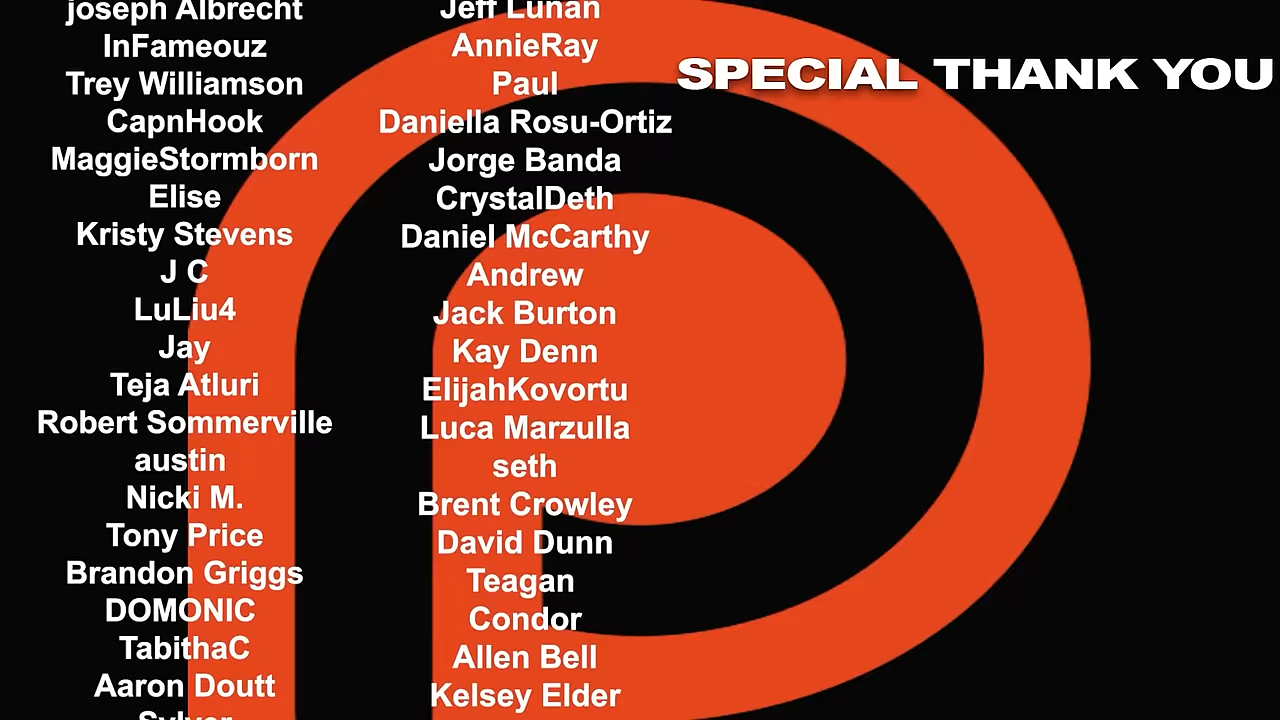 joseph Albrecht
InFameouz
Trey Williamson
CapnHook
MaggieStormborn
Elise
Kristy Stevens
J C
LuLiu4
Jay
Teja Atluri
Robert Sommerville
austin
Nicki M.
Tony Price
Brandon Griggs
DOMONIC
TabithaC
Aaron Doutt
Sylver
Jeff Lunan
AnnieRay
Paul
Daniella Rosu-Ortiz
Jorge Banda
CrystalDeth
Daniel McCarthy
Andrew
Jack Burton
Kay Denn
ElijahKovortu
Luca Marzulla
seth
Brent Crowley
David Dunn
Teagan
Condor
Allen Bell
Kelsey Elder
SPECIAL THANK YOU